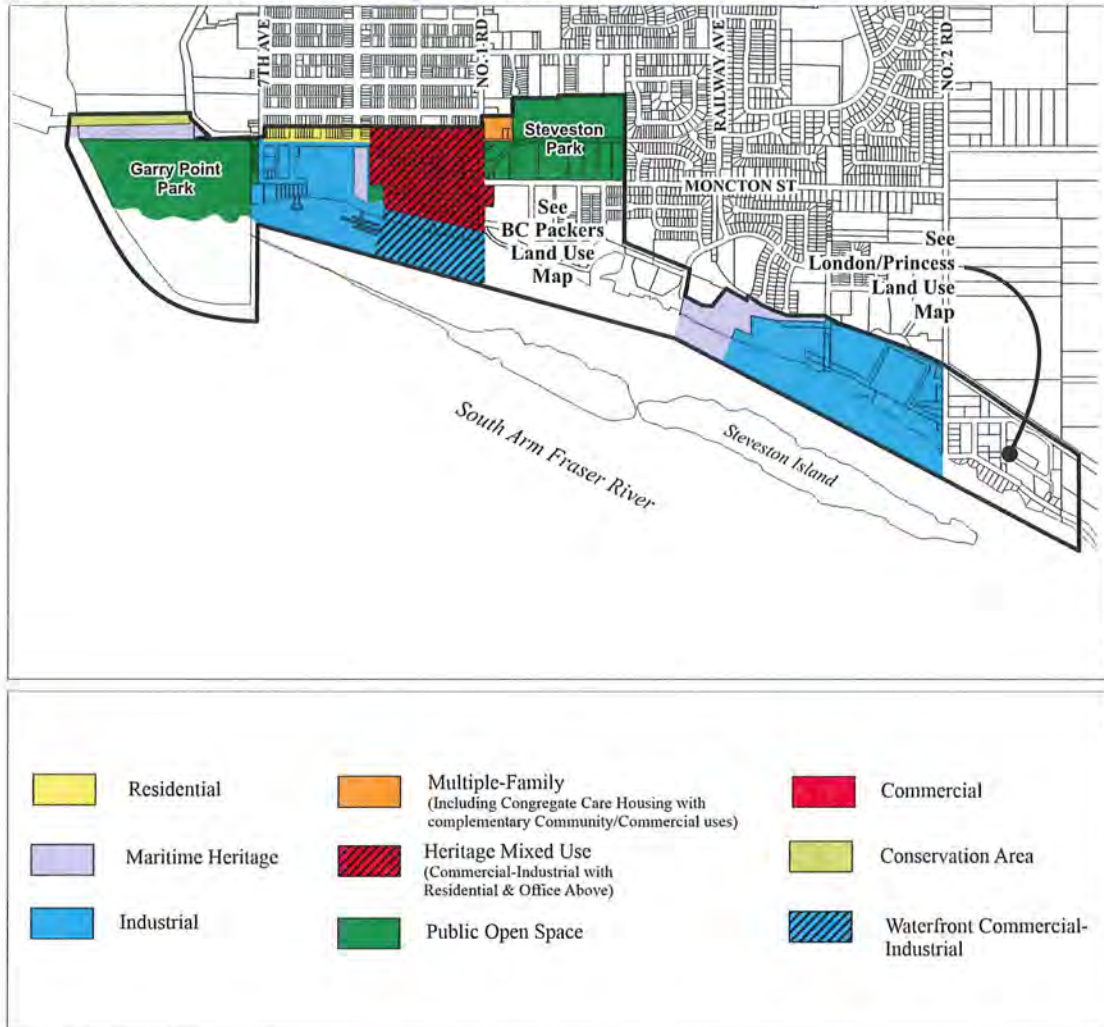 7TH AVE
NO. 1 RD
RAILWAY AVE
NO. 2 RD
Steveston
Park
Garry Point
Park
MONCTON ST
See
BC Packers
Land Use
Map
See
London/Princess
Land Use
Map
South Arm Fraser River
Steveston Island
Residential
Multiple-Family
(Including Congregate Care Housing with
complementary Community/Commercial uses)
Commercial
Maritime Heritage
Heritage Mixed Use
(Commercial-Industrial with
Residential & Office Above)
Conservation Area
Industrial
Public Open Space
Waterfront Commercial-
Industrial